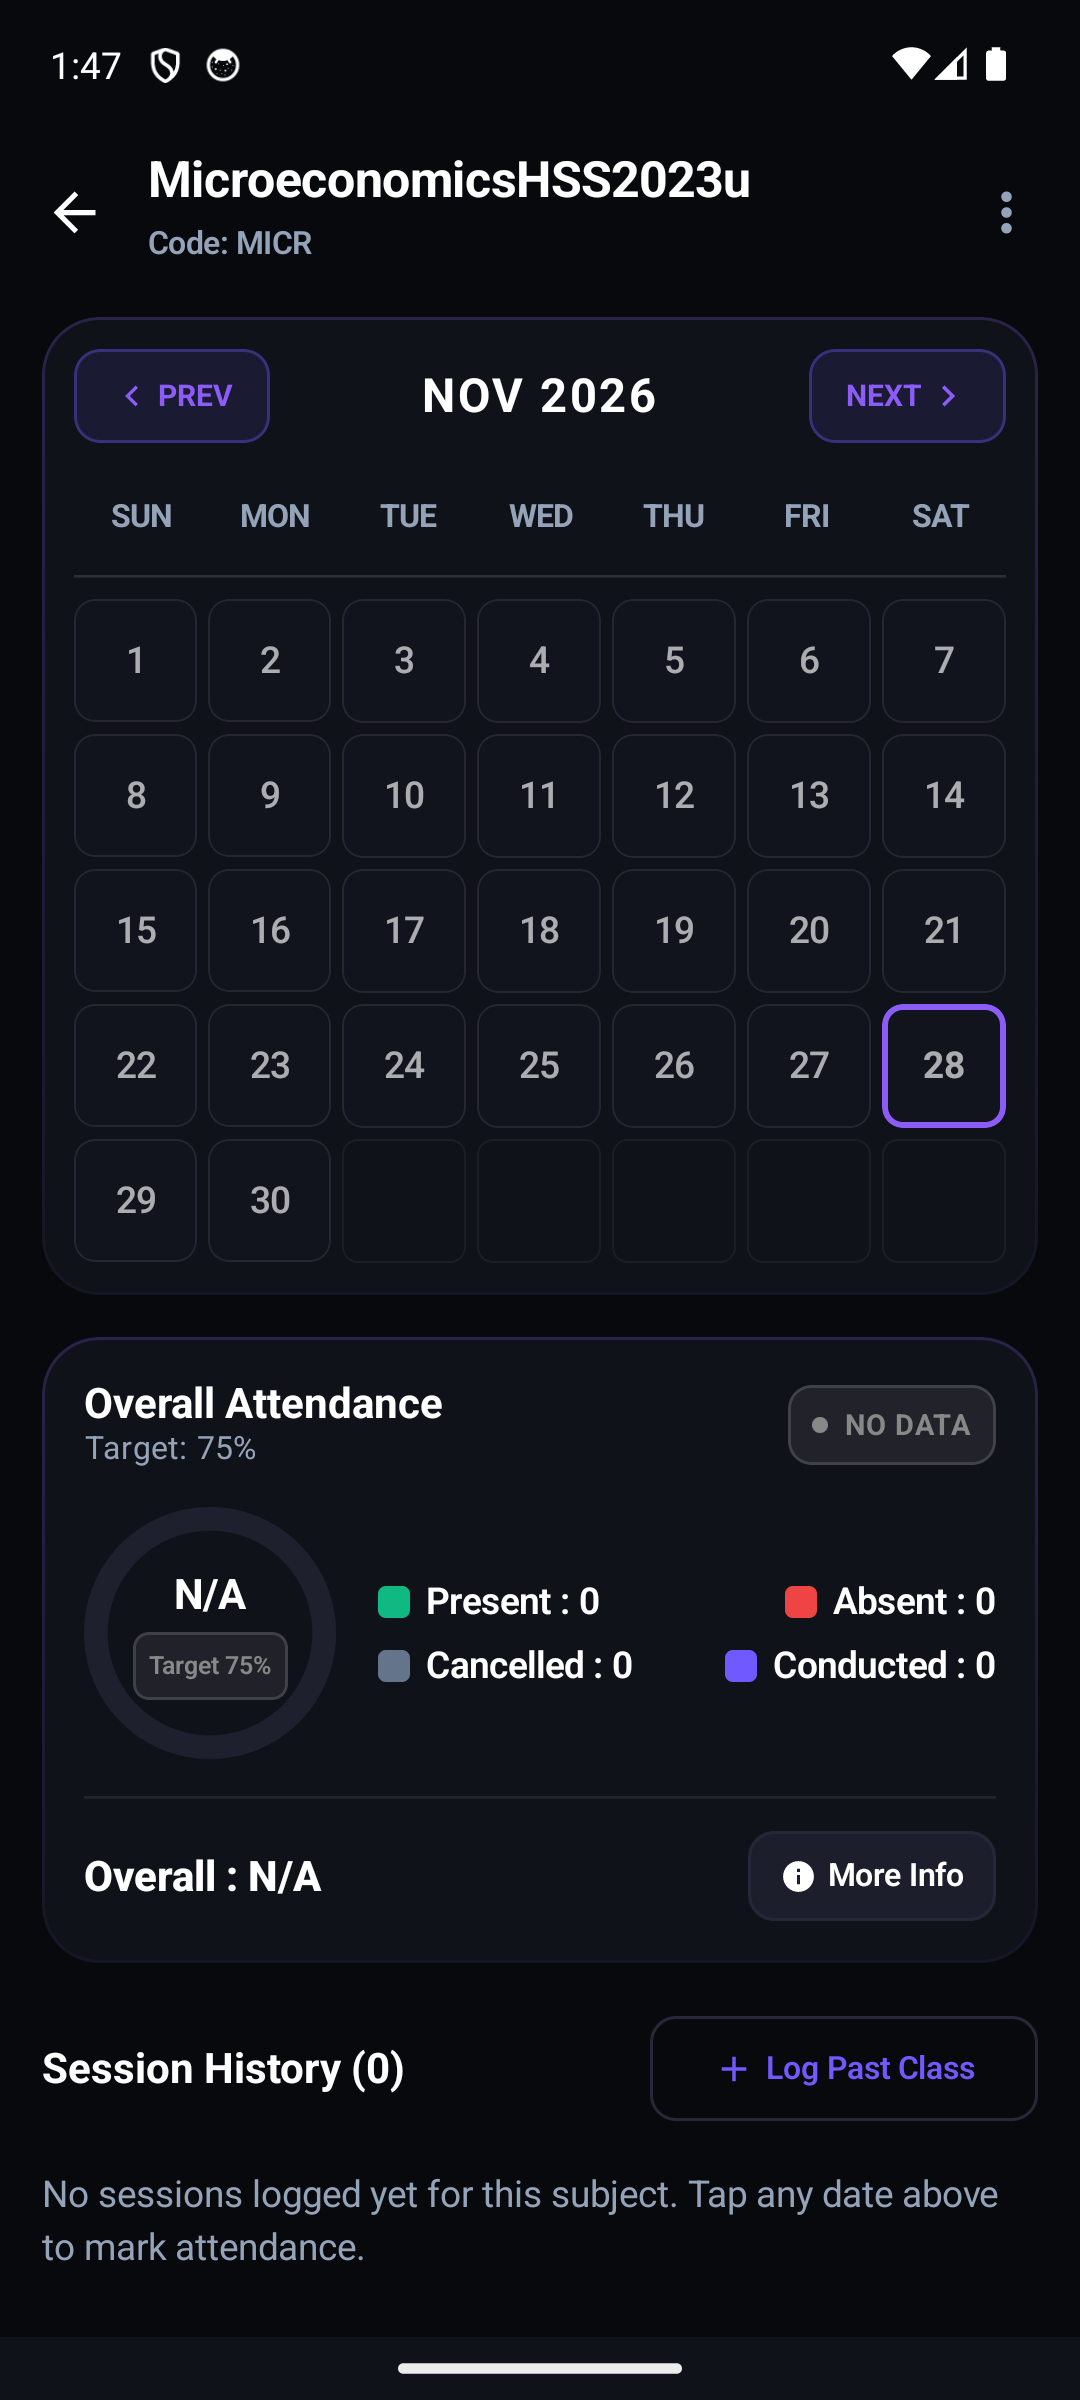 1:47
MicroeconomicsHSS2023u
Code: MICR
PREV NOV 2026 NEXT
SUN MON TUE WED THU FRI SAT
1 2 3 4 5 6 7
8 9 10 11 12 13 14
15 16 17 18 19 20 21
22 23 24 25 26 27 28
29 30
Overall Attendance
NO DATA
Target: 75%
N/A
Target 75%
Present : 0 Absent : 0
Cancelled : 0 Conducted : 0
Overall : N/A More Info
Session History (0) + Log Past Class
No sessions logged yet for this subject. Tap any date above
to mark attendance.